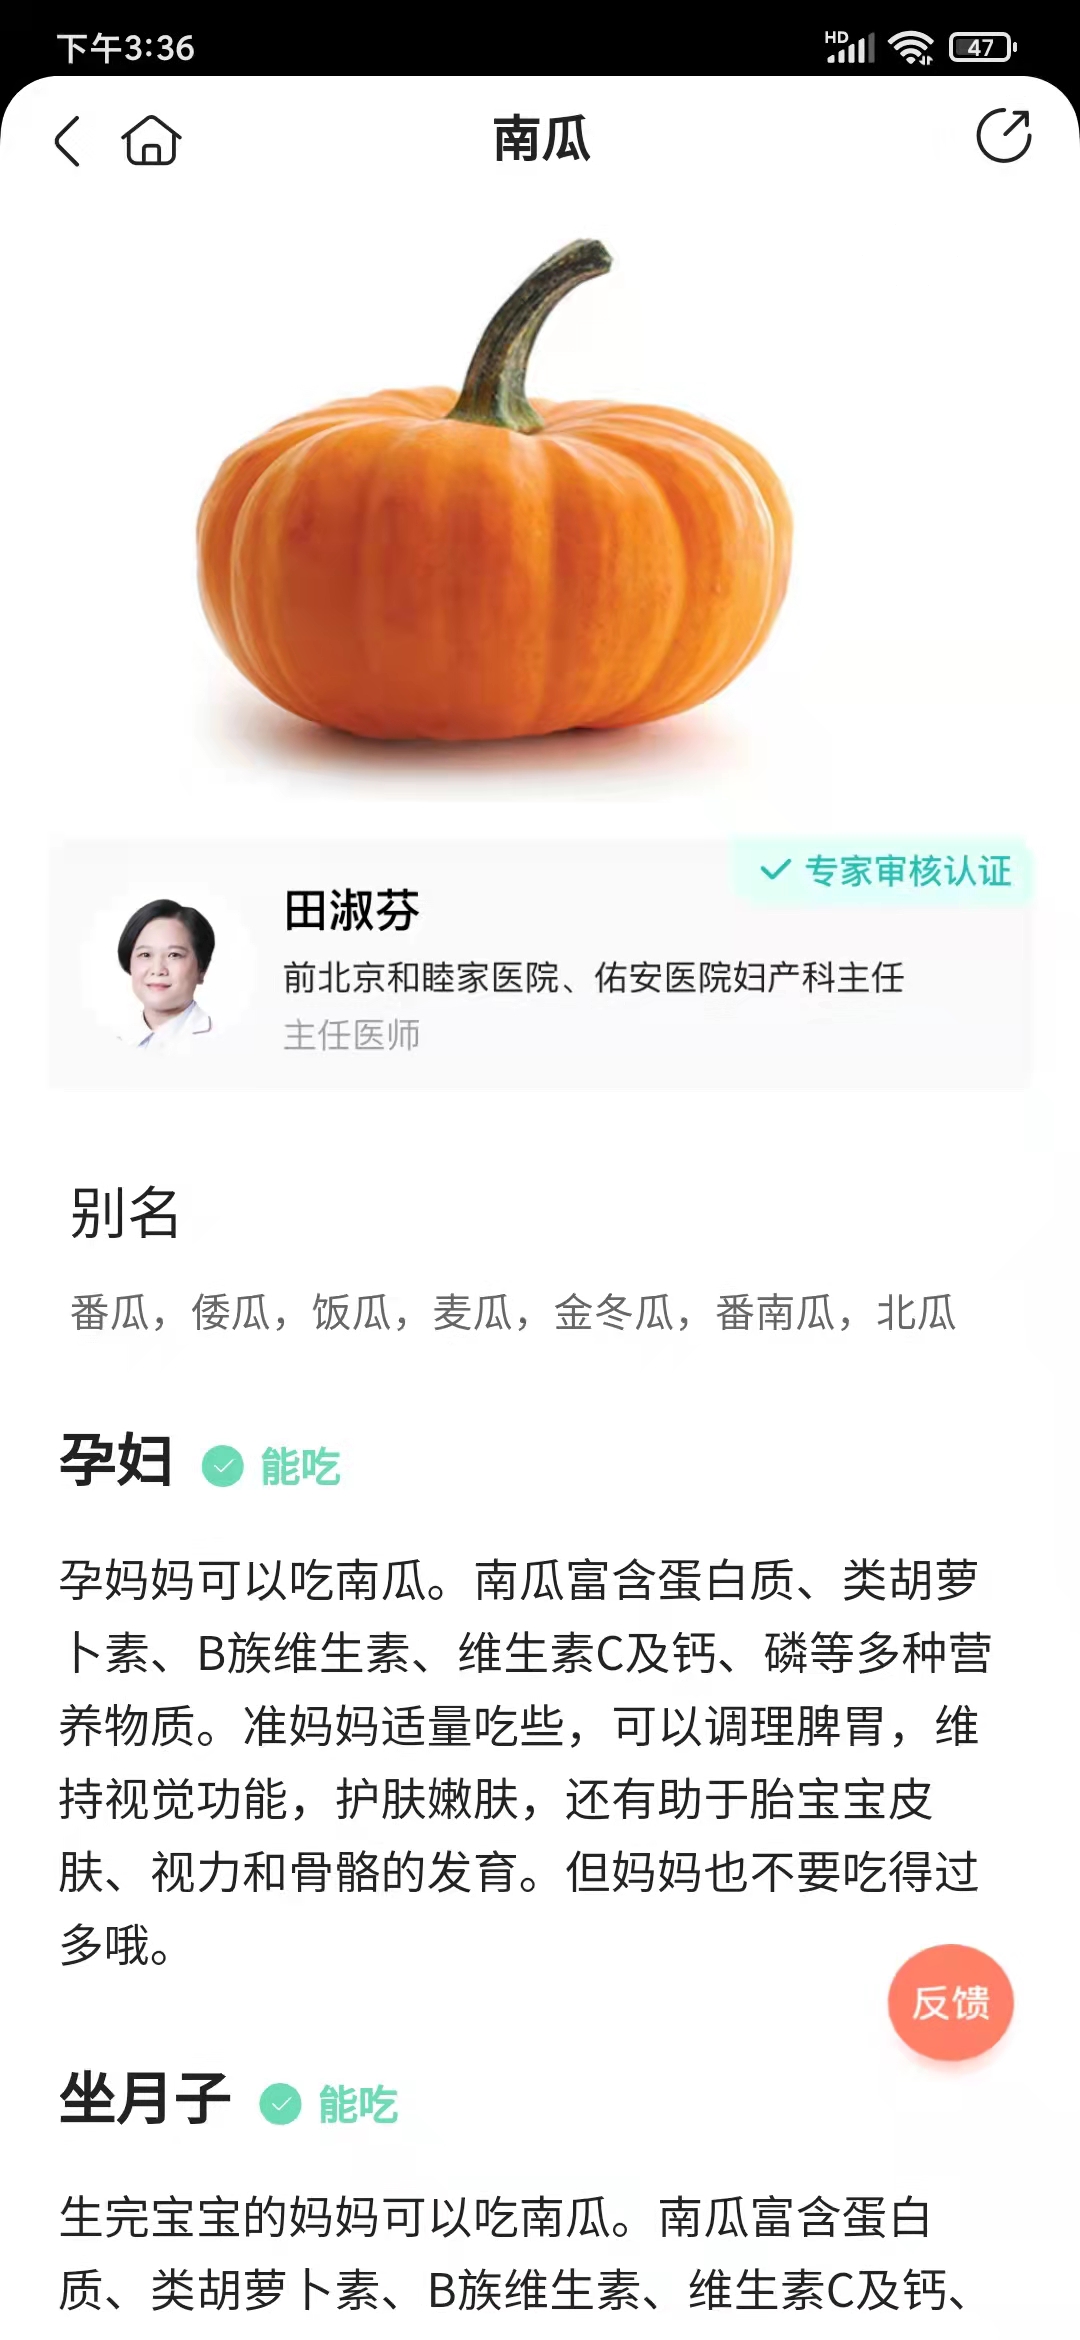 下午3:36
HD
47
南瓜
专家审核认证
田淑芬
前北京和睦家医院、佑安医院妇产科主任
主任医师
别名
番瓜，倭瓜，饭瓜，麦瓜，金冬瓜，番南瓜，北瓜
孕妇 能吃
孕妈妈可以吃南瓜。南瓜富含蛋白质、类胡萝
卜素、B族维生素、维生素C及钙、磷等多种营
养物质。准妈妈适量吃些，可以调理脾胃，维
持视觉功能，护肤嫩肤，还有助于胎宝宝皮
肤、视力和骨骼的发育。但妈妈也不要吃得过
多哦。
反馈
坐月子 能吃
生完宝宝的妈妈可以吃南瓜。南瓜富含蛋白
质、类胡萝卜素、B族维生素、维生素C及钙、